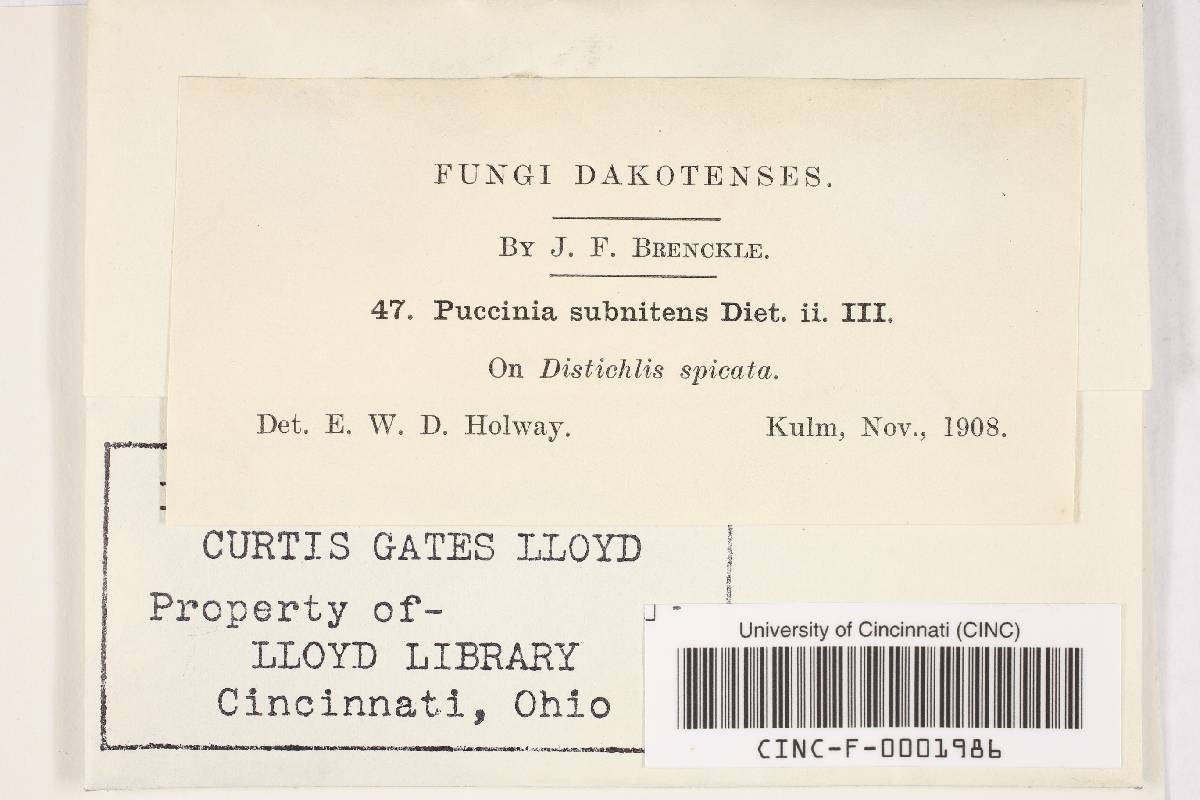 FUNGI DAKOTENSES.
By J. F. Brenckle.
47. Puccinia subnitens Diet. ii. III.
On Distichlis spicata.
Det. E. W. D. Holway. Kulm, Nov., 1908.
CURTIS GATES LLOYD
Property of-
LLOYD LIBRARY
Cincinnati, Ohio
University of Cincinnati (CINC)
CINC-F-0001986